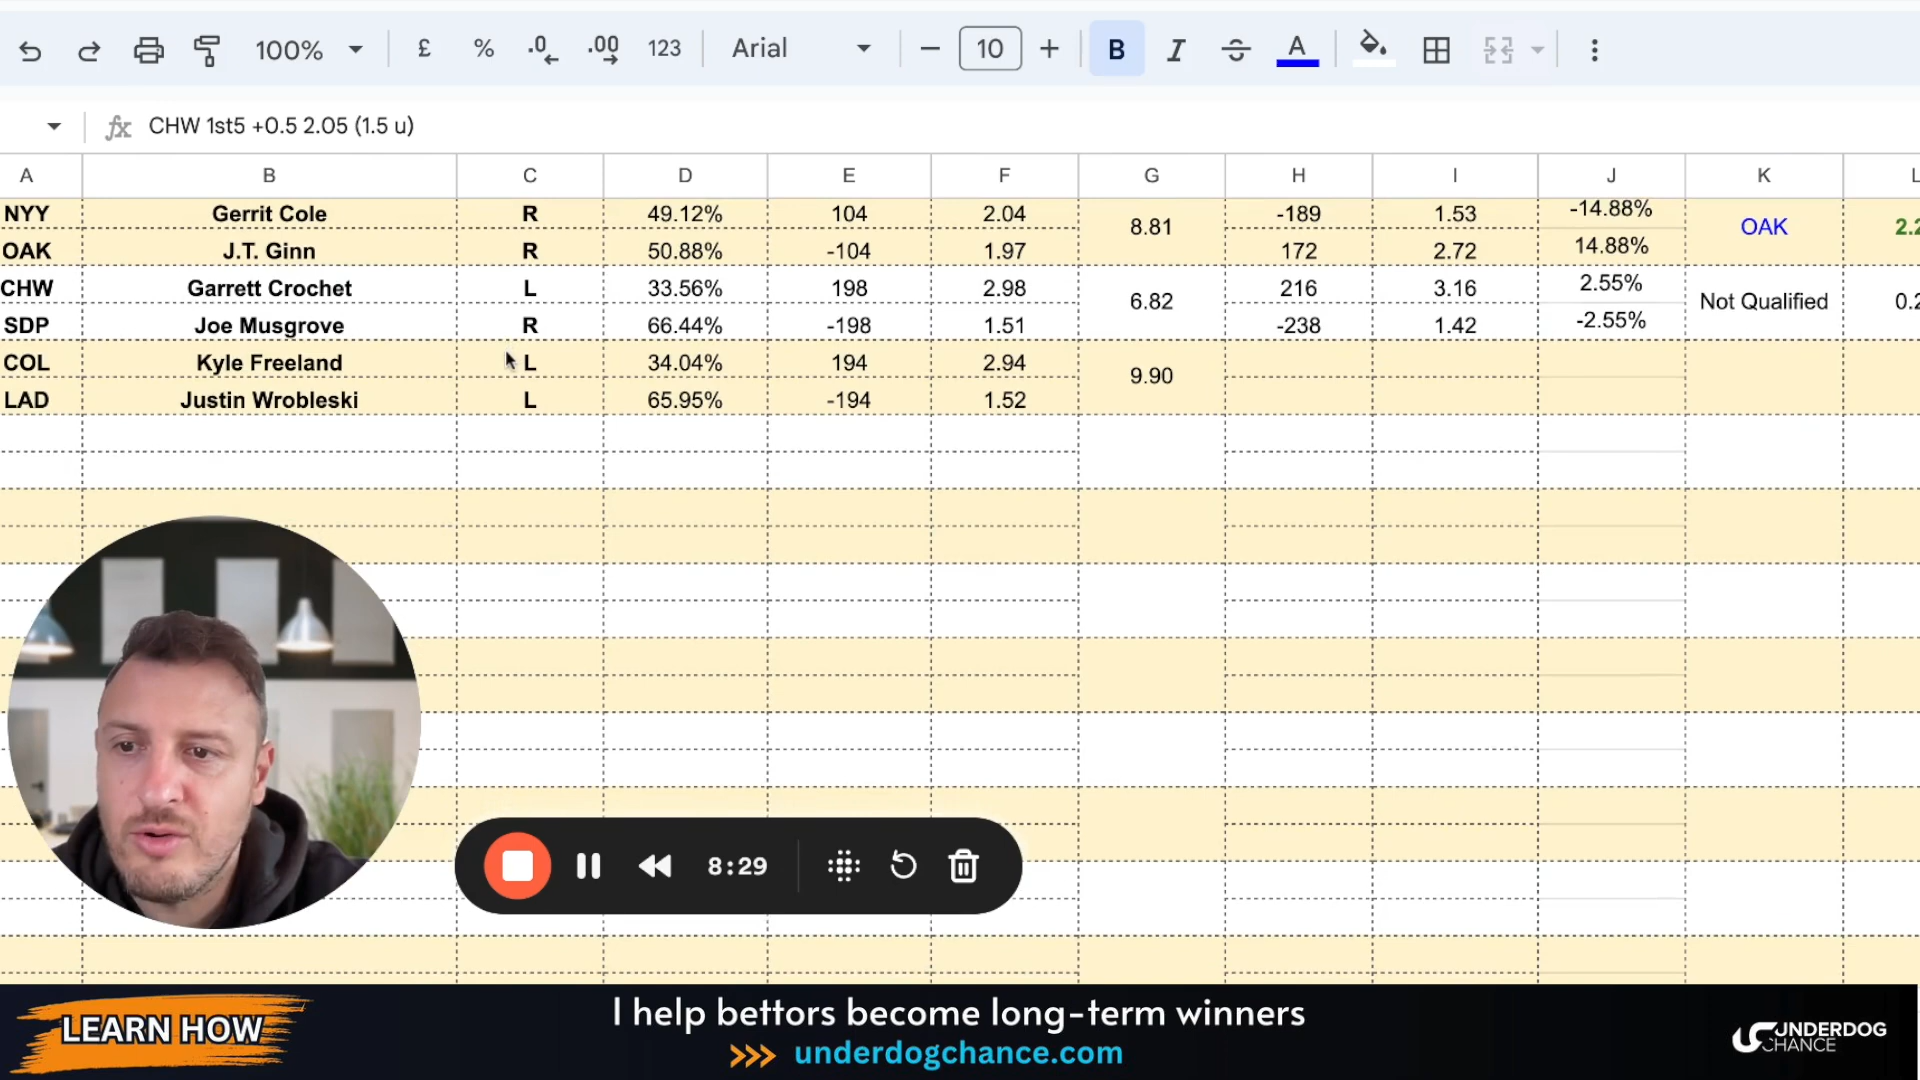 100% £ % .0 .00 123 Arial 10 B I A
fx CHW 1st5 +0.5 2.05 (1.5 u)
A B C D E F G H I J K L
NYY Gerrit Cole R 49.12% 104 2.04 8.81 -189 1.53 -14.88% OAK 2.2
OAK J.T. Ginn R 50.88% -104 1.97 172 2.72 14.88%
CHW Garrett Crochet L 33.56% 198 2.98 6.82 216 3.16 2.55% Not Qualified 0.2
SDP Joe Musgrove R 66.44% -198 1.51 -238 1.42 -2.55%
COL Kyle Freeland L 34.04% 194 2.94 9.90
LAD Justin Wrobleski L 65.95% -194 1.52
8:29
LEARN HOW
I help bettors become long-term winners
>>> underdogchance.com
UNDERDOG
CHANCE